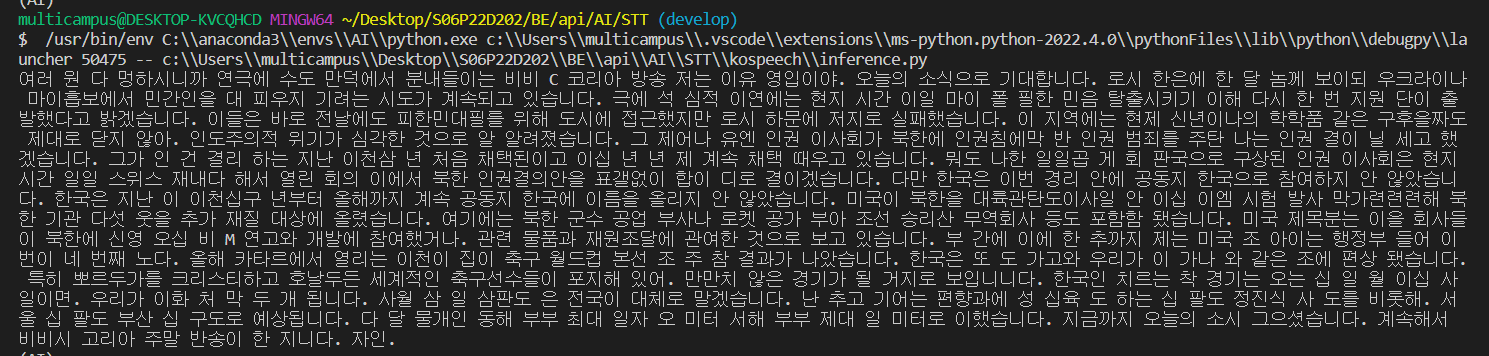 (AI)
multicampus@DESKTOP-KVCQHCD MINGW64 ~/Desktop/S06P22D202/BE/api/AI/STT (develop)
$  /usr/bin/env C:\\anaconda3\\envs\\AI\\python.exe c:\\Users\\multicampus\\.vscode\\extensions\\ms-python.python-2022.4.0\\pythonFiles\\lib\\python\\debugpy\\la
uncher 50475 -- c:\\Users\\multicampus\\Desktop\\S06P22D202\\BE\\api\\AI\\STT\\kospeech\\inference.py
여러 원 다 멍하시니까 연극에 수도 만덕에서 분내들이는 비비 C 코리아 방송 저는 이유 영입이야. 오늘의 소식으로 기대합니다. 로시 한은에 한 달 놈께 보이되 우크라이나
마이흡보에서 민간인을 대 피우지 기려는 시도가 계속되고 있습니다. 극에 석 심적 이연에는 현지 시간 이일 마이 폴 필한 민음 탈출시키기 이해 다시 한 번 지원 단이 출
발했다고 밝겠습니다. 이들은 바로 전날에도 피한민대필를 위해 도시에 접근했지만 로시 하문에 저지로 실패했습니다. 이 지역에는 현제 신년이나의 학학품 같은 구후을짜도
제대로 닫지 않아. 인도주의적 위기가 심각한 것으로 알 알려졌습니다. 그 제어나 유엔 인권 이사회가 북한에 인권침에막 반 인권 범죄를 주탄 나는 인권 결이 닐 세고 했
겠습니다. 그가 인 건 결리 하는 지난 이천삼 년 처음 채택된이고 이십 년 년 제 계속 채택 때우고 있습니다. 뭐도 나한 일일곱 게 회 판국으로 구상된 인권 이사회은 현지
시간 일일 스위스 재내다 해서 열린 회의 이에서 북한 인권결의안을 표갧없이 합이 디로 결이겠습니다. 다만 한국은 이번 경리 안에 공동지 한국으로 참여하지 안 않았습니
다. 한국은 지난 이 이천십구 년부터 올해까지 계속 공동지 한국에 이름을 올리지 안 않았습니다. 미국이 북한을 대륙관탄도이사일 안 이십 이엠 시험 발사 막가련련련해 북
한 기관 다섯 웃을 추가 재질 대상에 올렸습니다. 여기에는 북한 군수 공업 부사나 로켓 공가 부아 조선 승리산 무역회사 등도 포함함 됐습니다. 미국 제목분는 이을 회사들
이 북한에 신영 오십 비 M 연고와 개발에 참여했거나. 관련 물품과 재원조달에 관여한 것으로 보고 있습니다. 부 간에 이에 한 추까지 제는 미국 조 아이는 행정부 들어 이
번이 네 번째 노다. 올해 카타르에서 열리는 이천이 집이 축구 월드컵 본선 조 주 참 결과가 나왔습니다. 한국은 또 도 가고와 우리가 이 가나 와 같은 조에 편상 됐습니다.
특히 뽀르두가를 크리스티하고 호날두든 세계적인 축구선수들이 포지해 있어. 만만치 않은 경기가 될 거지로 보입니니다. 한국인 치르는 착 경기는 오는 십 일 월 이십 사
일이면. 우리가 이화 처 막 두 개 됩니다. 사월 삼 일 삼판도 은 전국이 대체로 말겠습니다. 난 추고 기어는 편향과에 성 십육 도 하는 십 팔도 정진식 사 도를 비롯해. 서
울 십 팔도 부산 십 구도로 예상됩니다. 다 달 물개인 동해 부부 최대 일자 오 미터 서해 부부 제대 일 미터로 이했습니다. 지금까지 오늘의 소시 그으셨습니다. 계속해서
비비시 고리아 주말 반송이 한 지니다. 자인.
(AI)